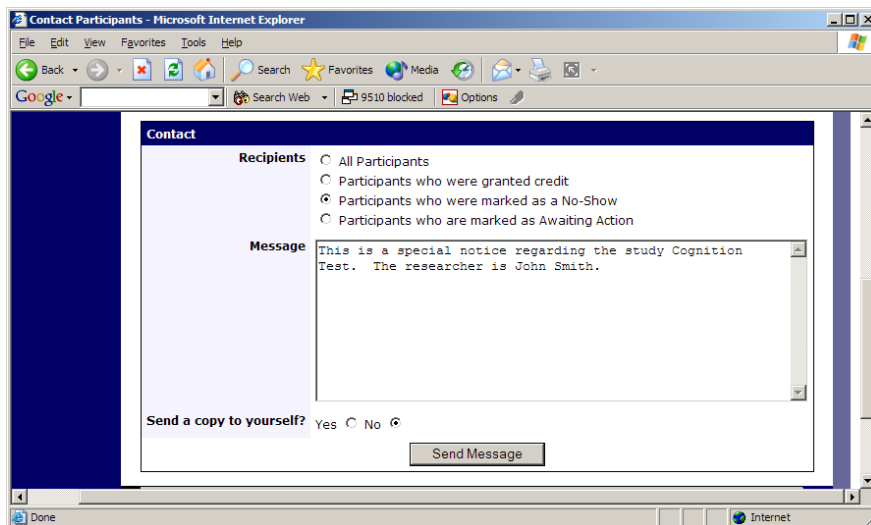 Contact Participants - Microsoft Internet Explorer
File Edit View Favorites Tools Help
Back Search Favorites Media
Google Search Web 9510 blocked Options
Contact
Recipients All Participants
Participants who were granted credit
Participants who were marked as a No-Show
Participants who are marked as Awaiting Action
Message This is a special notice regarding the study Cognition
Test.  The researcher is John Smith.
Send a copy to yourself? Yes No
Send Message
Done Internet